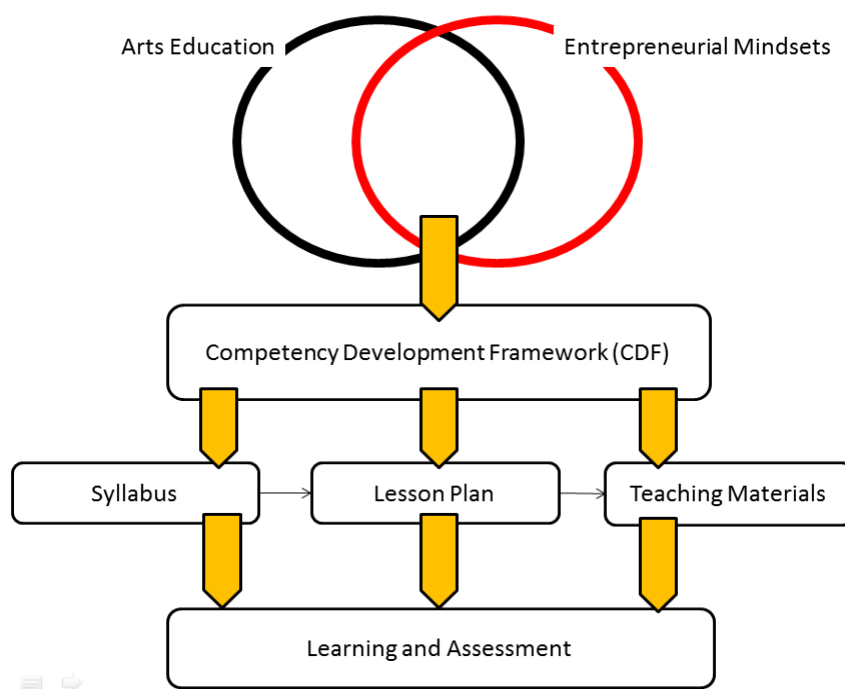 Arts Education
Entrepreneurial Mindsets
Competency Development Framework (CDF)
Syllabus
Lesson Plan
Teaching Materials
Learning and Assessment